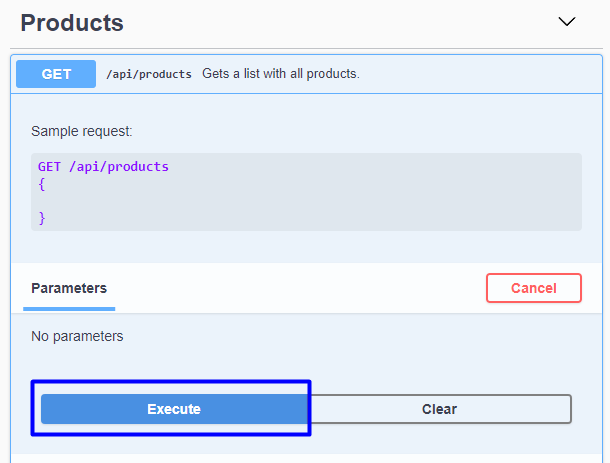 Products
GET /api/products Gets a list with all products.
Sample request:
GET /api/products
{
}
Parameters Cancel
No parameters
Execute Clear